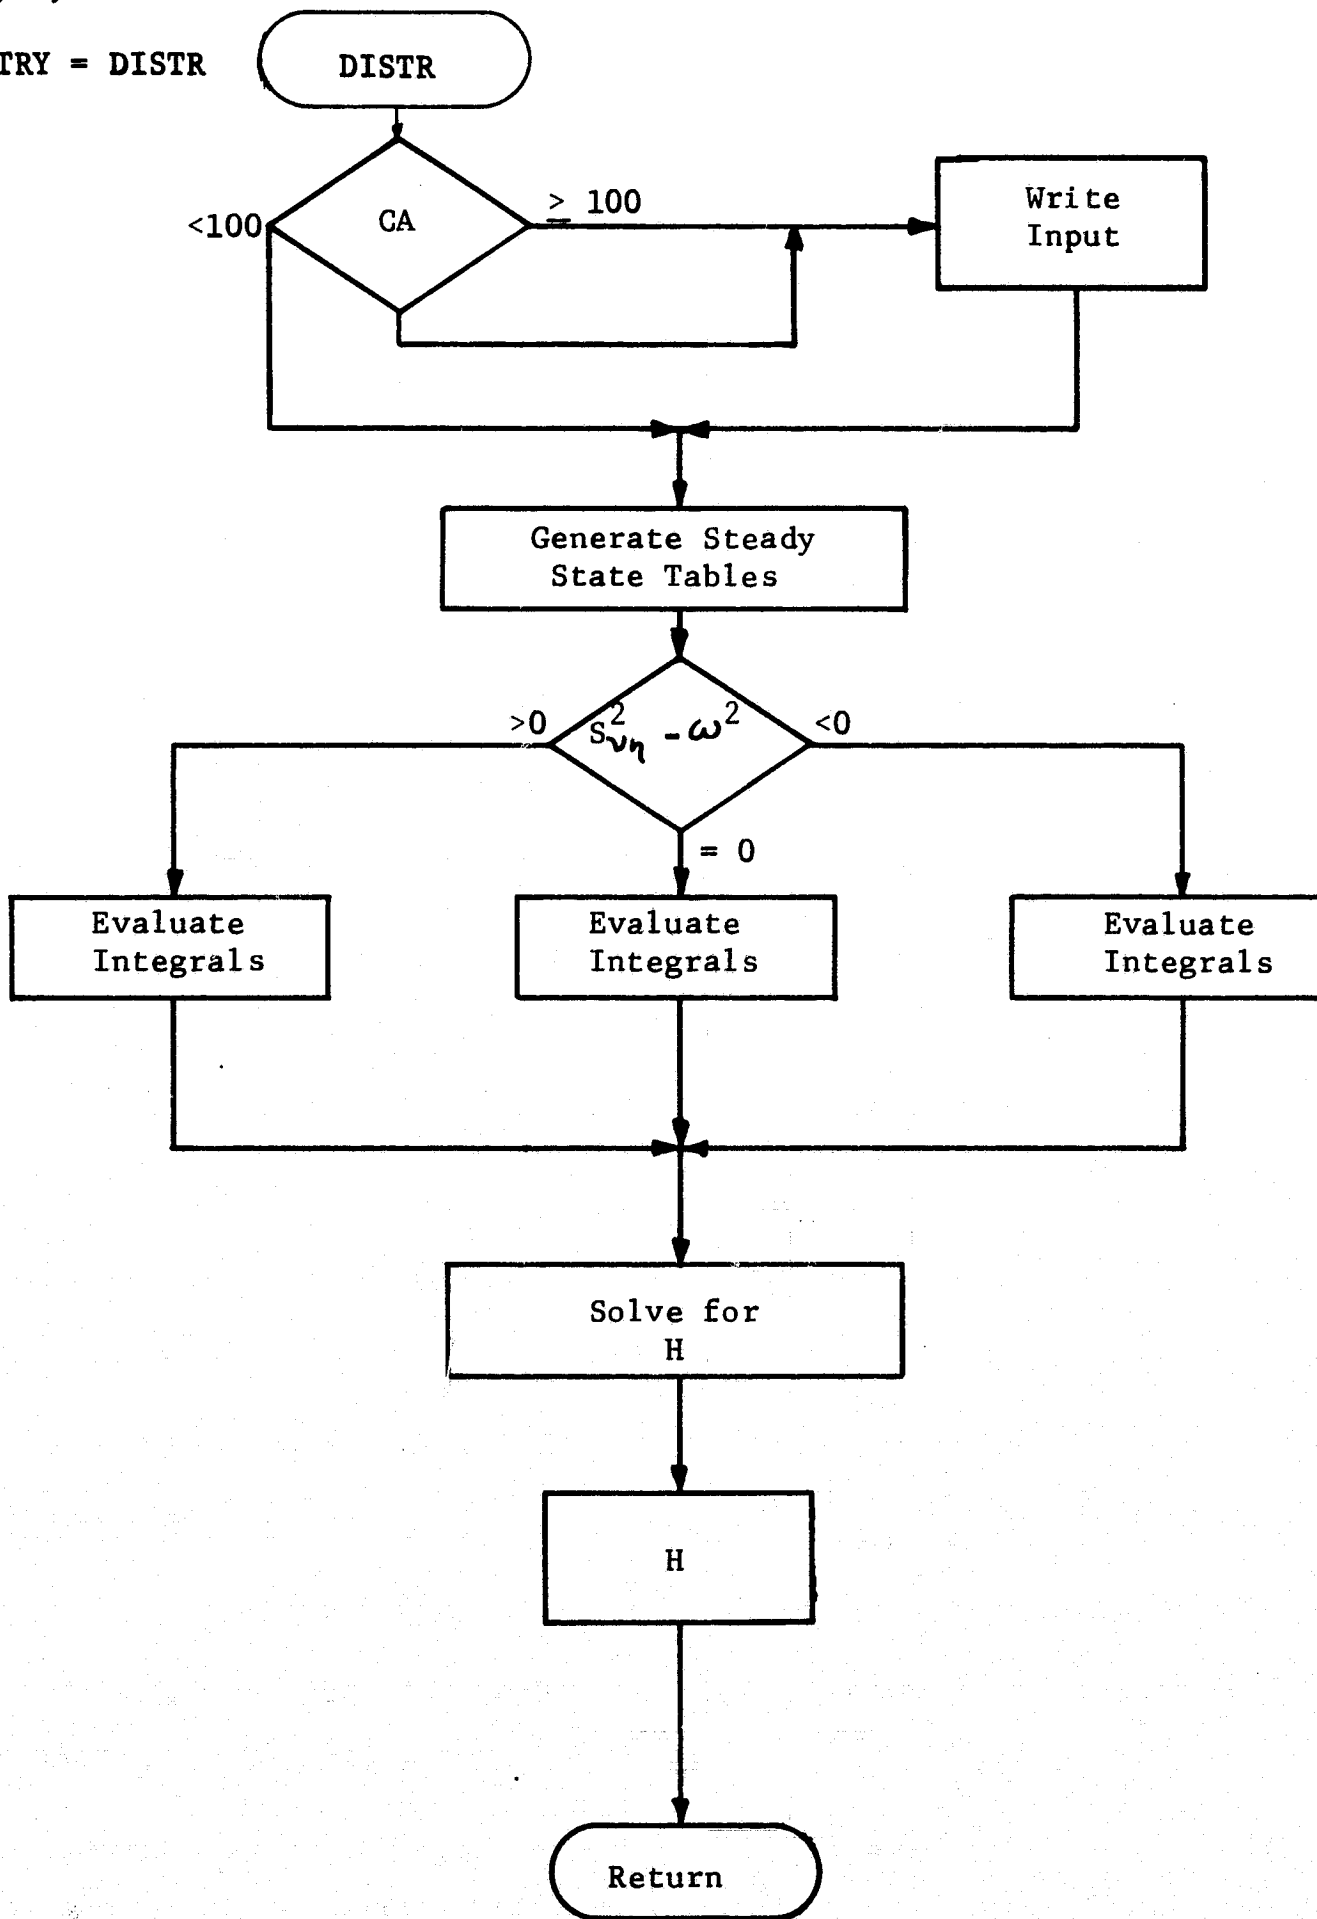 TRY = DISTR
DISTR
<100
CA
≥ 100
Write
Input
Generate Steady
State Tables
>0
S²νη - ω²
<0
= 0
Evaluate
Integrals
Evaluate
Integrals
Evaluate
Integrals
Solve for
H
H
Return